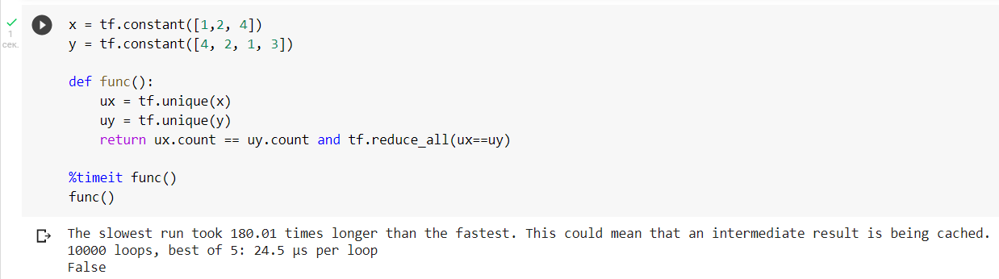 1
сек.
x = tf.constant([1,2, 4])
y = tf.constant([4, 2, 1, 3])
def func():
    ux = tf.unique(x)
    uy = tf.unique(y)
    return ux.count == uy.count and tf.reduce_all(ux==uy)
%timeit func()
func()
The slowest run took 180.01 times longer than the fastest. This could mean that an intermediate result is being cached.
10000 loops, best of 5: 24.5 µs per loop
False